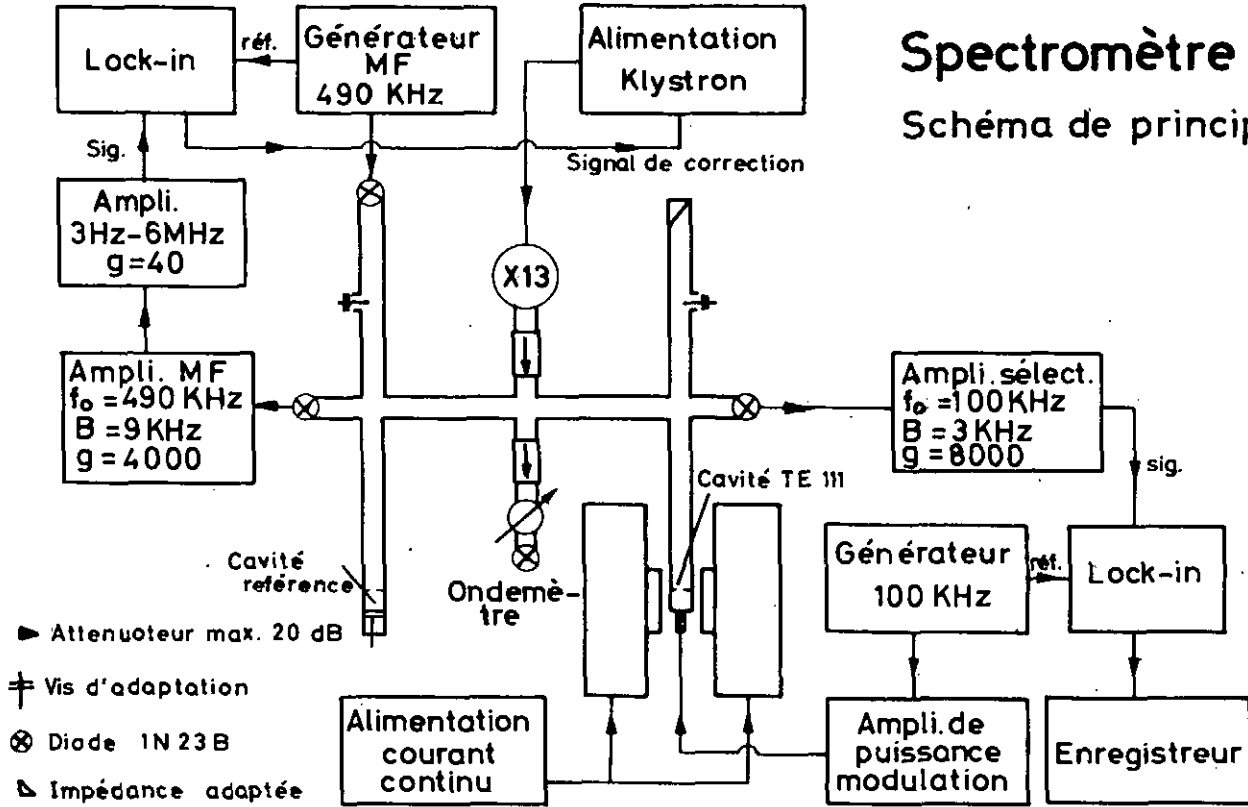 Spectromètre
Schéma de princip
Lock-in
réf.
Générateur
MF
490 KHz
Alimentation
Klystron
Sig.
Signal de correction
Ampli.
3Hz-6MHz
g=40
X13
Ampli. MF
fo =490 KHz
B = 9 KHz
g = 4000
Ampli. sélect.
fo =100 KHz
B = 3 KHz
g = 8000
sig.
Cavité TE 111
Cavité
reférence
Ondemè-
tre
Générateur
100 KHz
réf.
Lock-in
Attenuoteur max. 20 dB
Vis d'adaptation
Diode 1N 23 B
Impédance adaptée
Alimentation
courant
continu
Ampli. de
puissance
modulation
Enregistreur